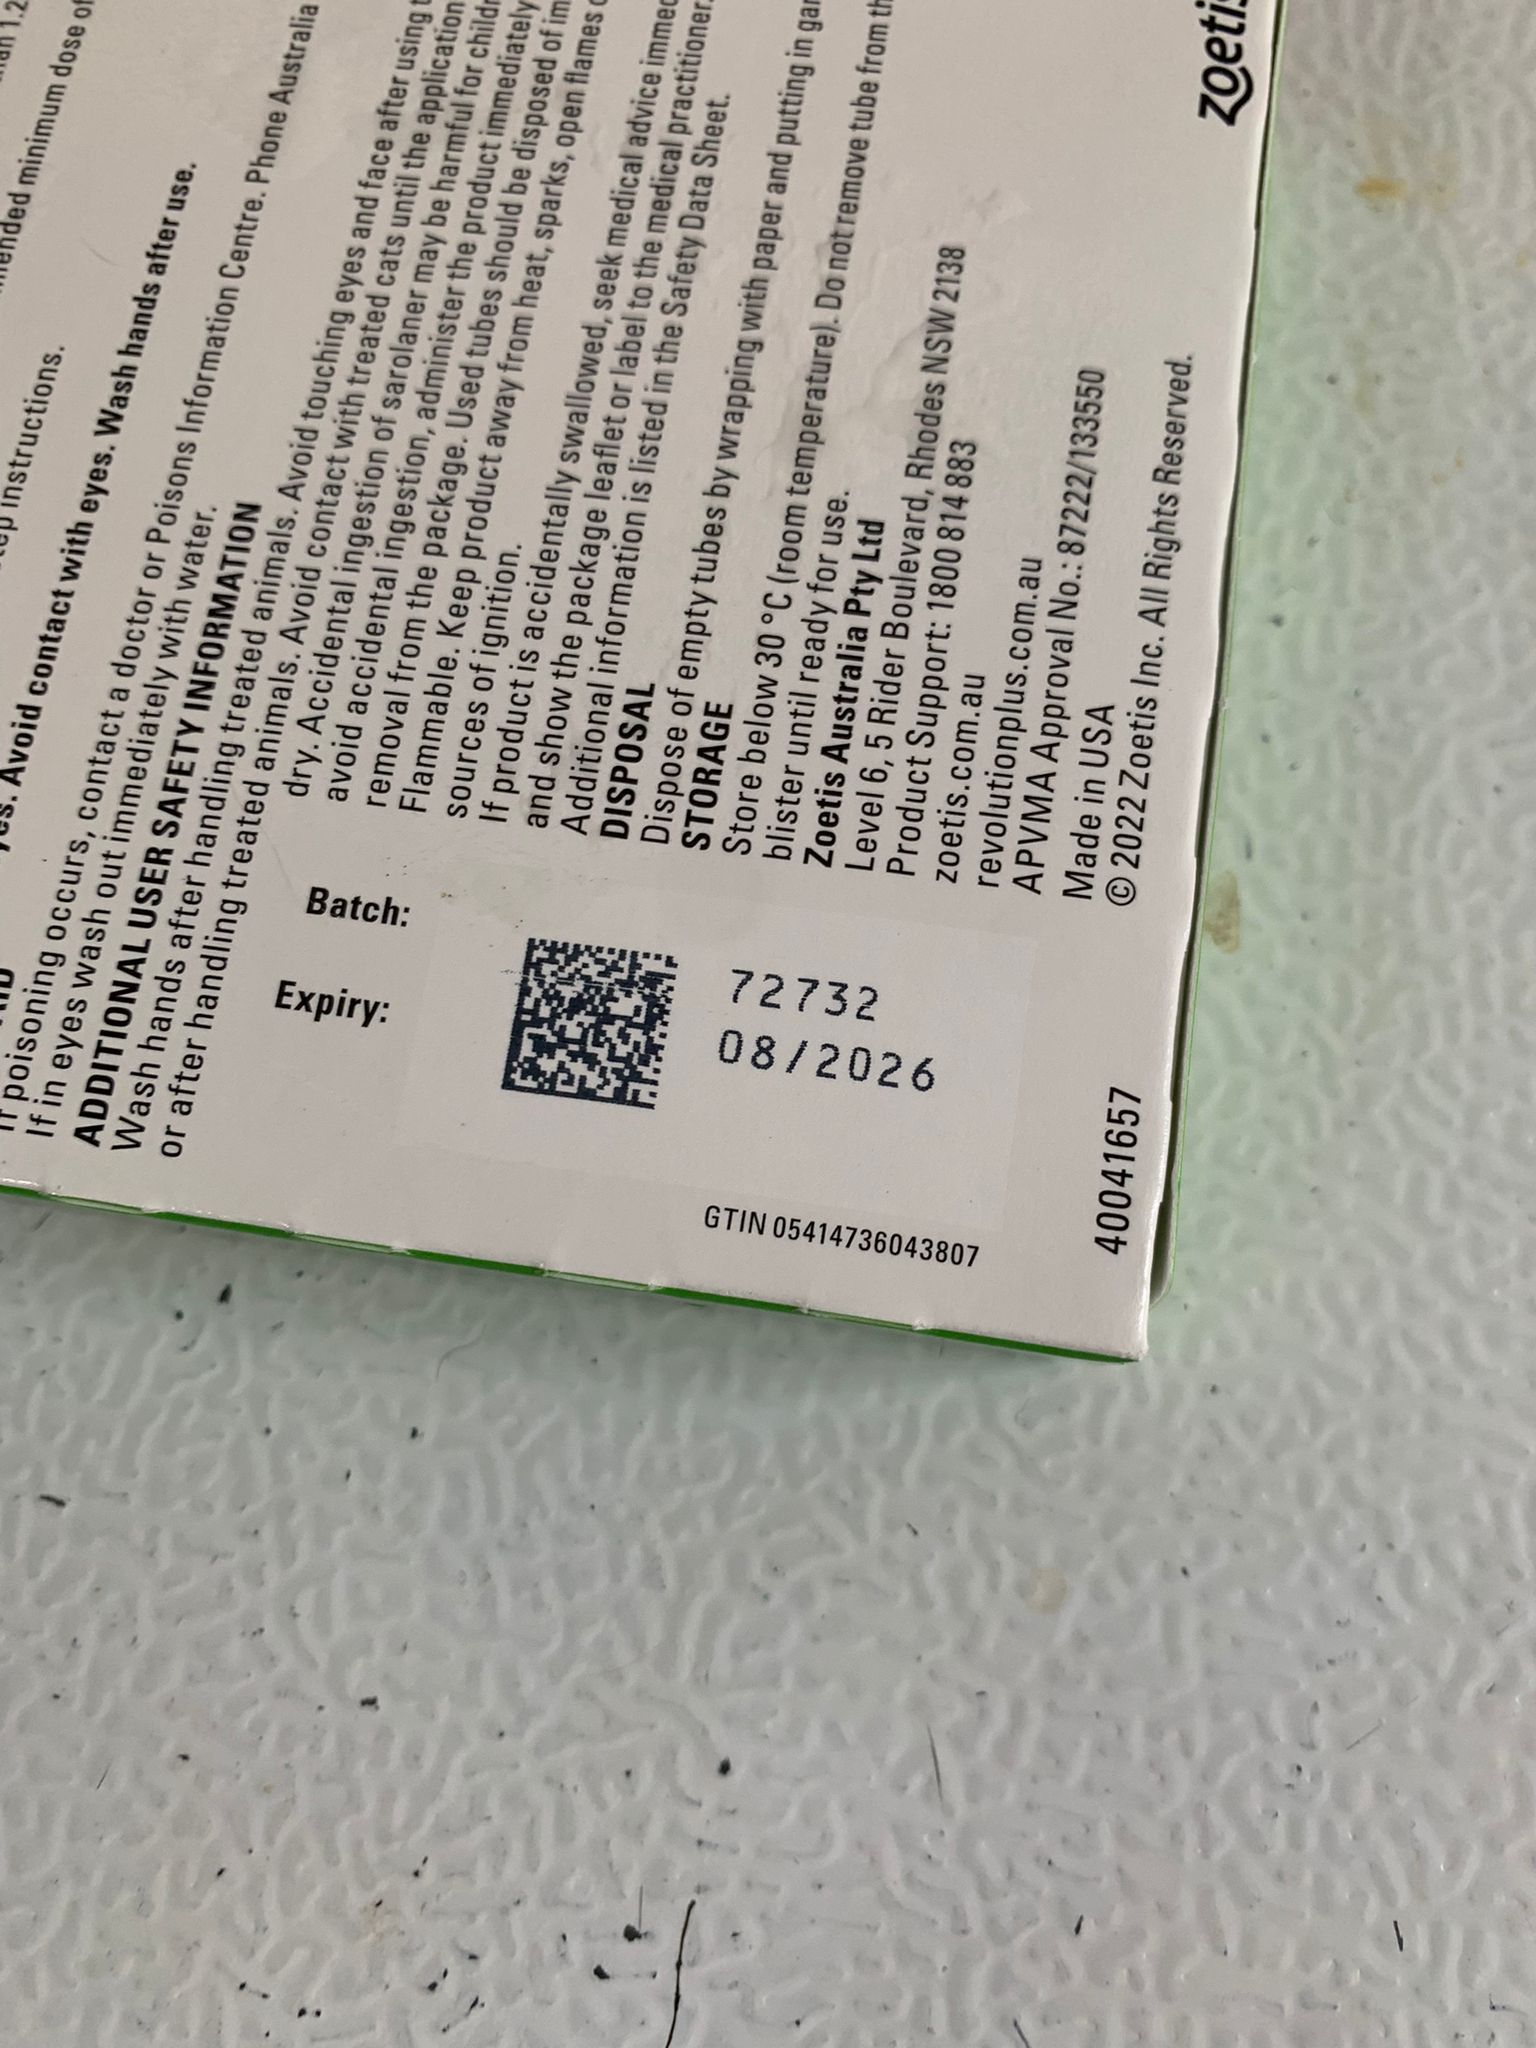 than 1.2
mended minimum dose of
step instructions.
yes. Avoid contact with eyes. Wash hands after use.
If poisoning occurs, contact a doctor or Poisons Information Centre. Phone Australia
If in eyes wash out immediately with water.
ADDITIONAL USER SAFETY INFORMATION
Wash hands after handling treated animals. Avoid touching eyes and face after using t
or after handling treated animals. Avoid contact with treated cats until the application
dry. Accidental ingestion of sarolaner may be harmful for childr
avoid accidental ingestion, administer the product immediately
removal from the package. Used tubes should be disposed of im
Flammable. Keep product away from heat, sparks, open flames o
sources of ignition.
If product is accidentally swallowed, seek medical advice immed
and show the package leaflet or label to the medical practitioner.
Additional information is listed in the Safety Data Sheet.
DISPOSAL
Dispose of empty tubes by wrapping with paper and putting in gar
STORAGE
Store below 30 °C (room temperature). Do not remove tube from th
blister until ready for use.
Zoetis Australia Pty Ltd
Level 6, 5 Rider Boulevard, Rhodes NSW 2138
Product Support: 1800 814 883
zoetis.com.au
revolutionplus.com.au
APVMA Approval No.: 87222/133550
Made in USA
© 2022 Zoetis Inc. All Rights Reserved.
zoetis
Batch: 72732
Expiry: 08/2026
GTIN 05414736043807
40041657